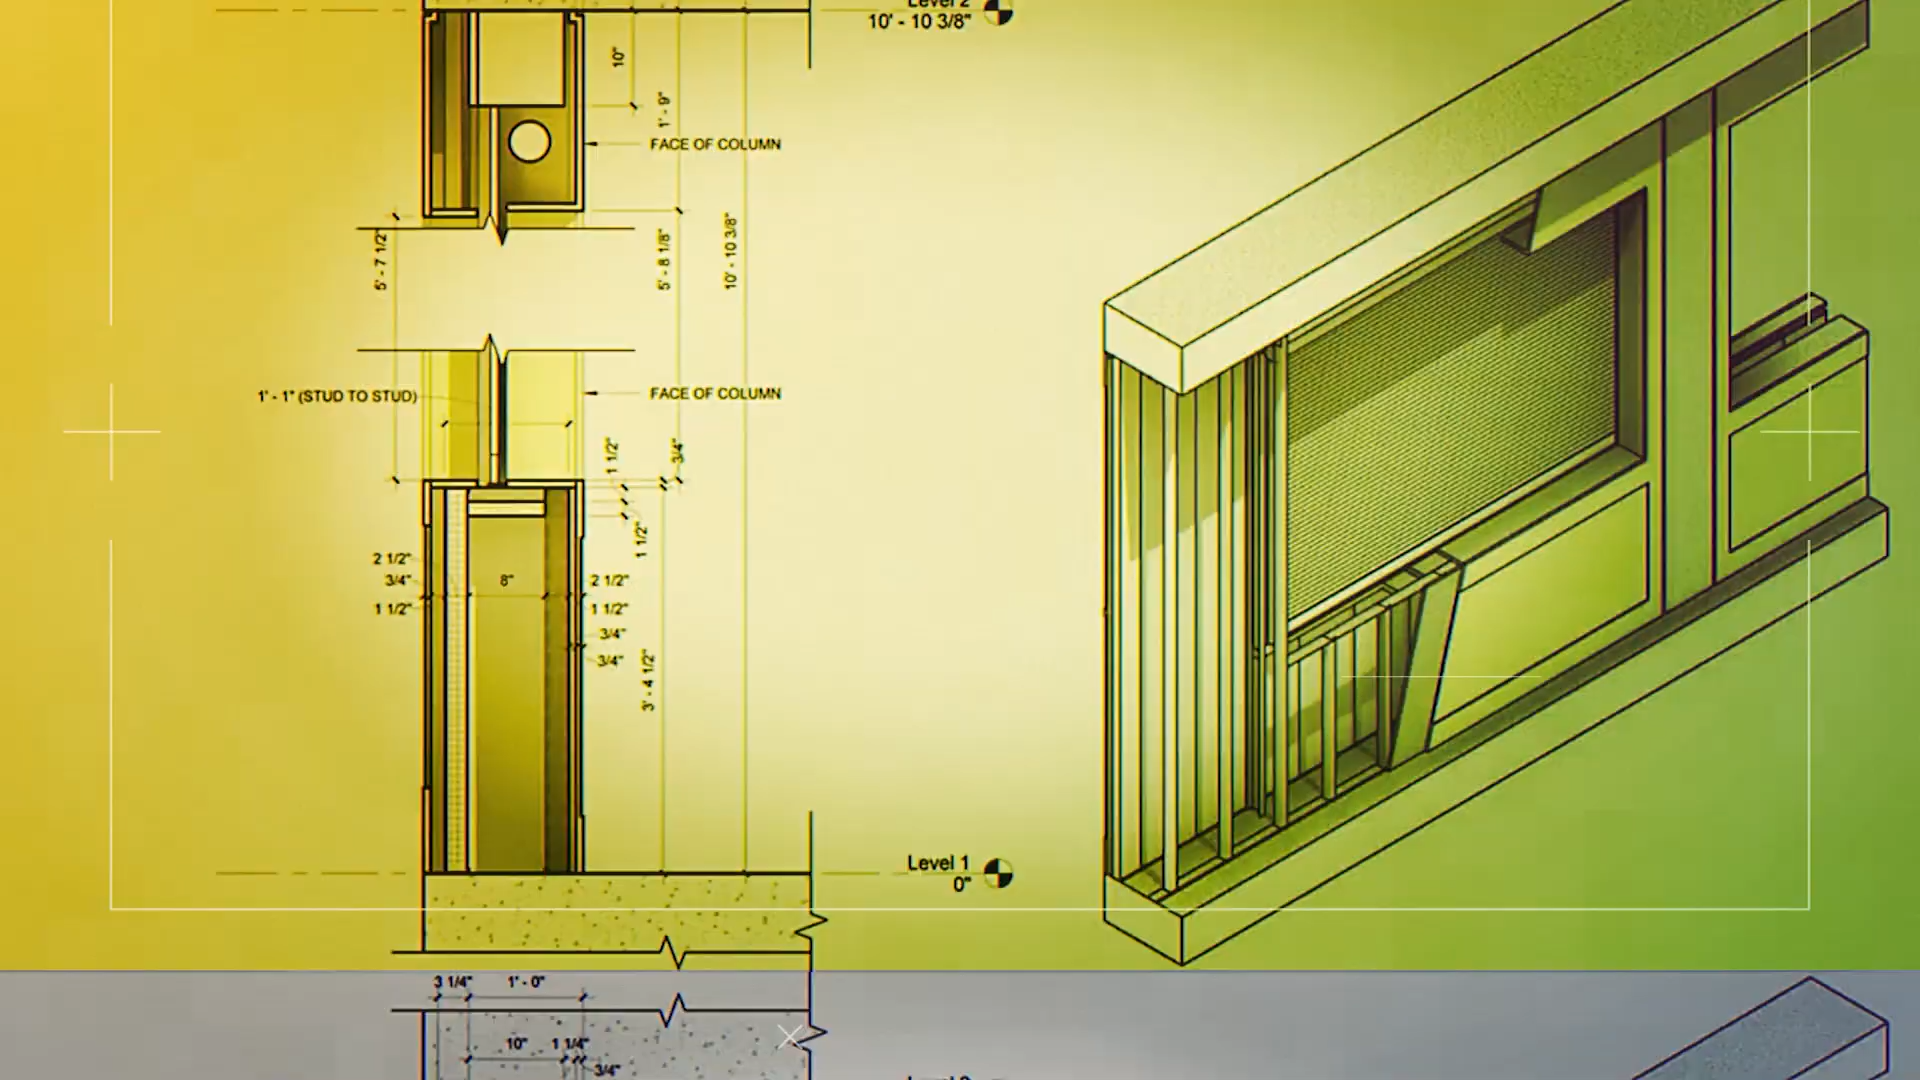 Level 2
10' - 10 3/8"
10"
1' - 9"
FACE OF COLUMN
5' - 7 1/2"
5' - 8 1/8"
10' - 10 3/8"
1' - 1" (STUD TO STUD)
FACE OF COLUMN
1 1/2"
3/4"
1 1/2"
2 1/2"
3/4"
1 1/2"
8"
2 1/2"
1 1/2"
3/4"
3/4"
3' - 4 1/2"
Level 1
0"
3 1/4"
1' - 0"
10"
1 1/4"
3/4"